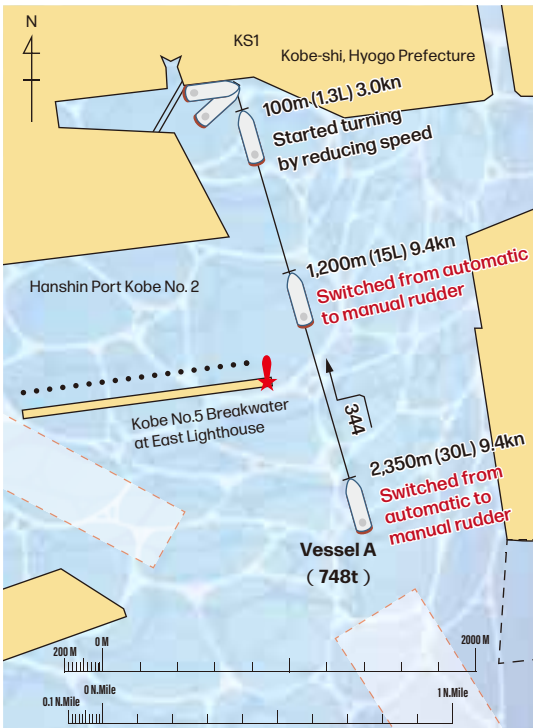 N
KS1
Kobe-shi, Hyogo Prefecture
100m (1.3L) 3.0kn
Started turning
by reducing speed
1,200m (15L) 9.4kn
Switched from automatic
to manual rudder
Hanshin Port Kobe No. 2
Kobe No.5 Breakwater
at East Lighthouse
344
2,350m (30L) 9.4kn
Switched from
automatic to
manual rudder
Vessel A
( 748t )
200 M
0 M
2000 M
0.1 N.Mile
0 N.Mile
1 N.Mile